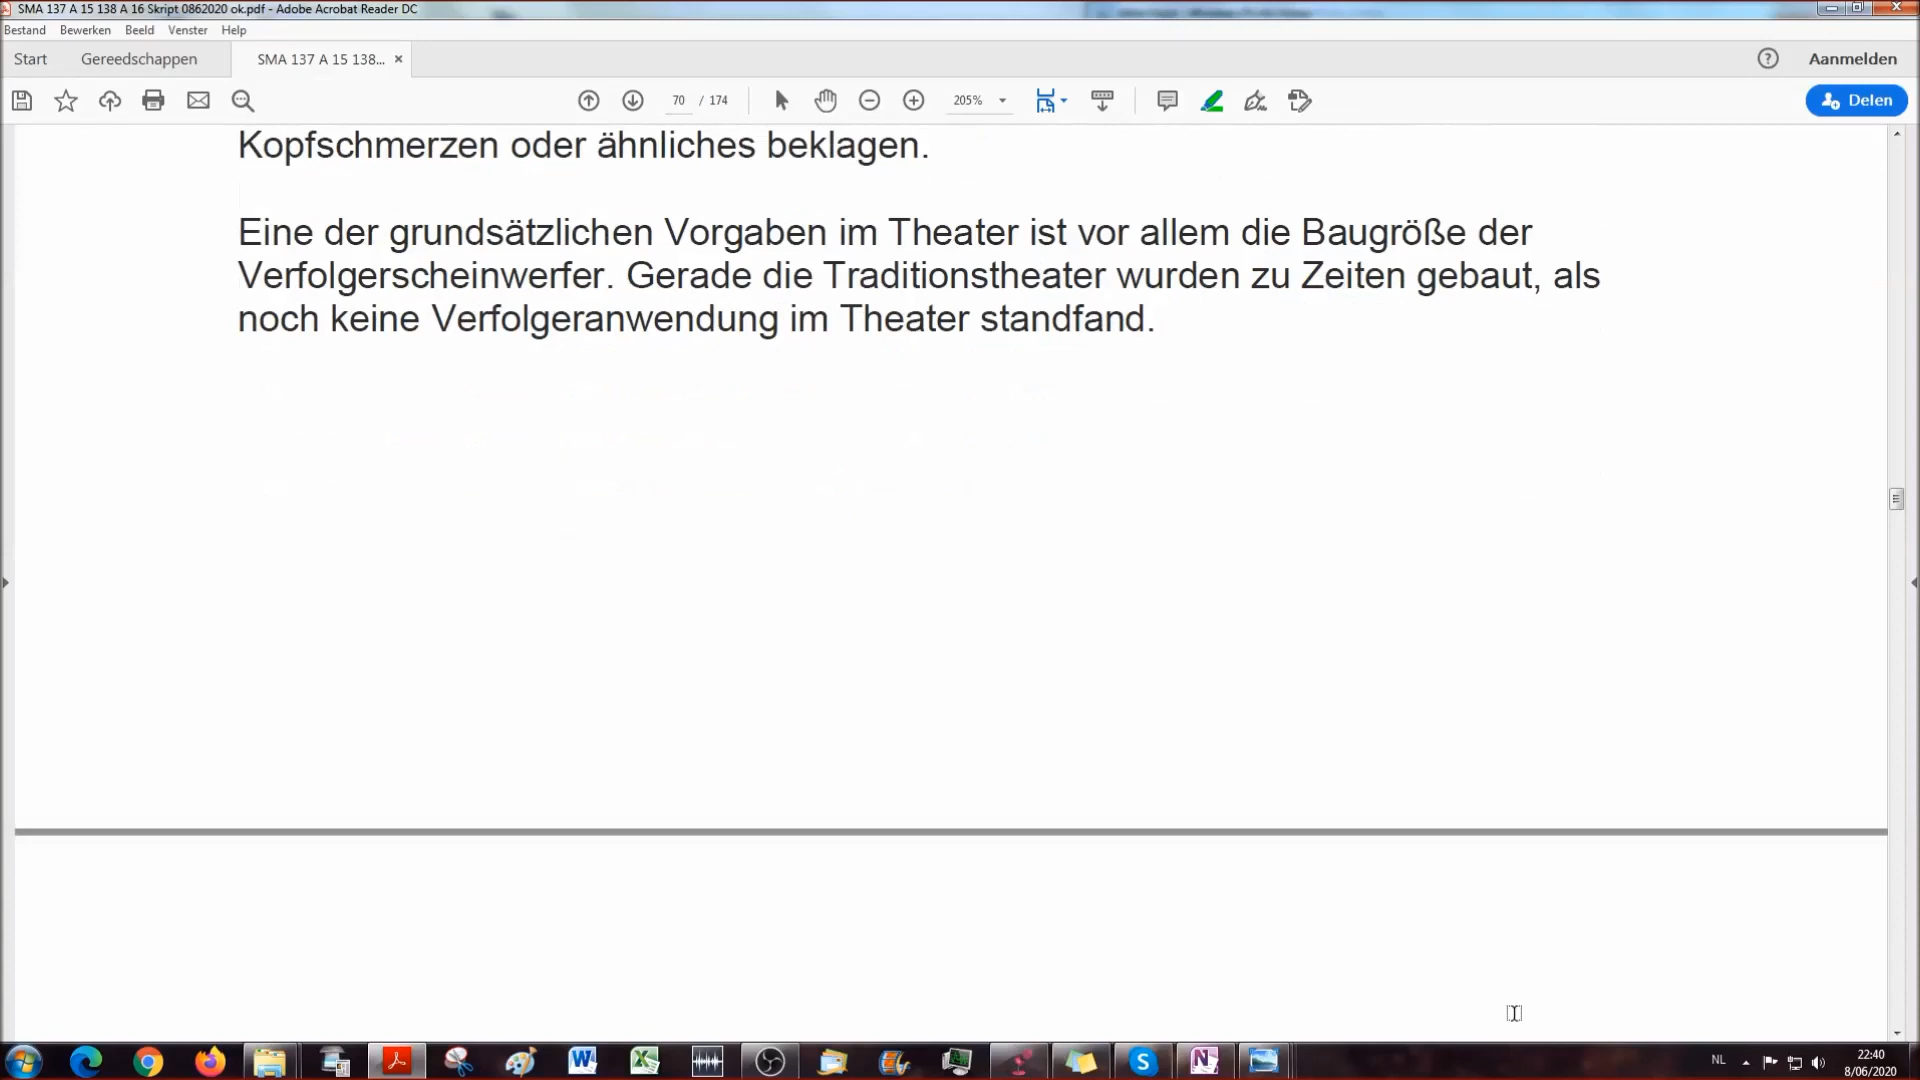 SMA 137 A 15 138 A 16 Skript 0862020 ok.pdf - Adobe Acrobat Reader DC
Bestand Bewerken Beeld Venster Help
Start Gereedschappen SMA 137 A 15 138... × Aanmelden
70 / 174 205% Delen
Kopfschmerzen oder ähnliches beklagen.
Eine der grundsätzlichen Vorgaben im Theater ist vor allem die Baugröße der
Verfolgerscheinwerfer. Gerade die Traditionstheater wurden zu Zeiten gebaut, als
noch keine Verfolgeranwendung im Theater standfand.
NL 22:40
8/06/2020